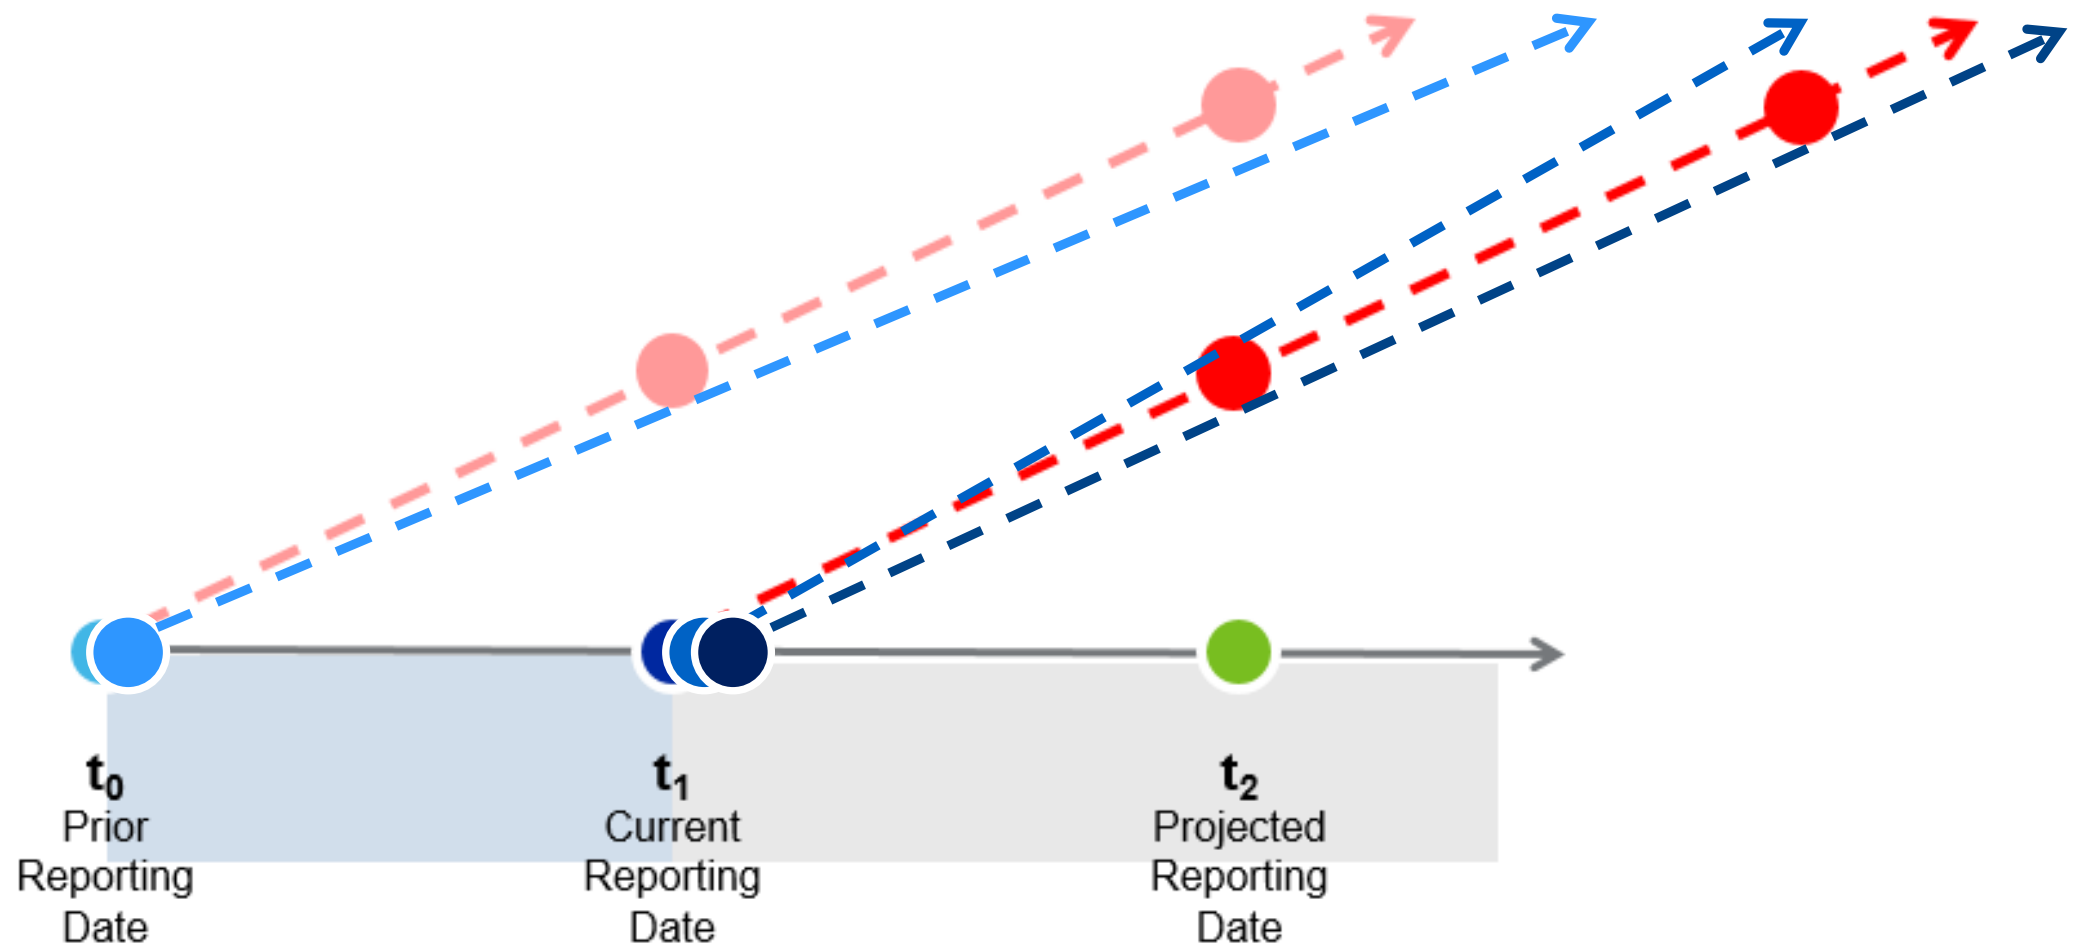 t0
Prior
Reporting
Date
t1
Current
Reporting
Date
t2
Projected
Reporting
Date